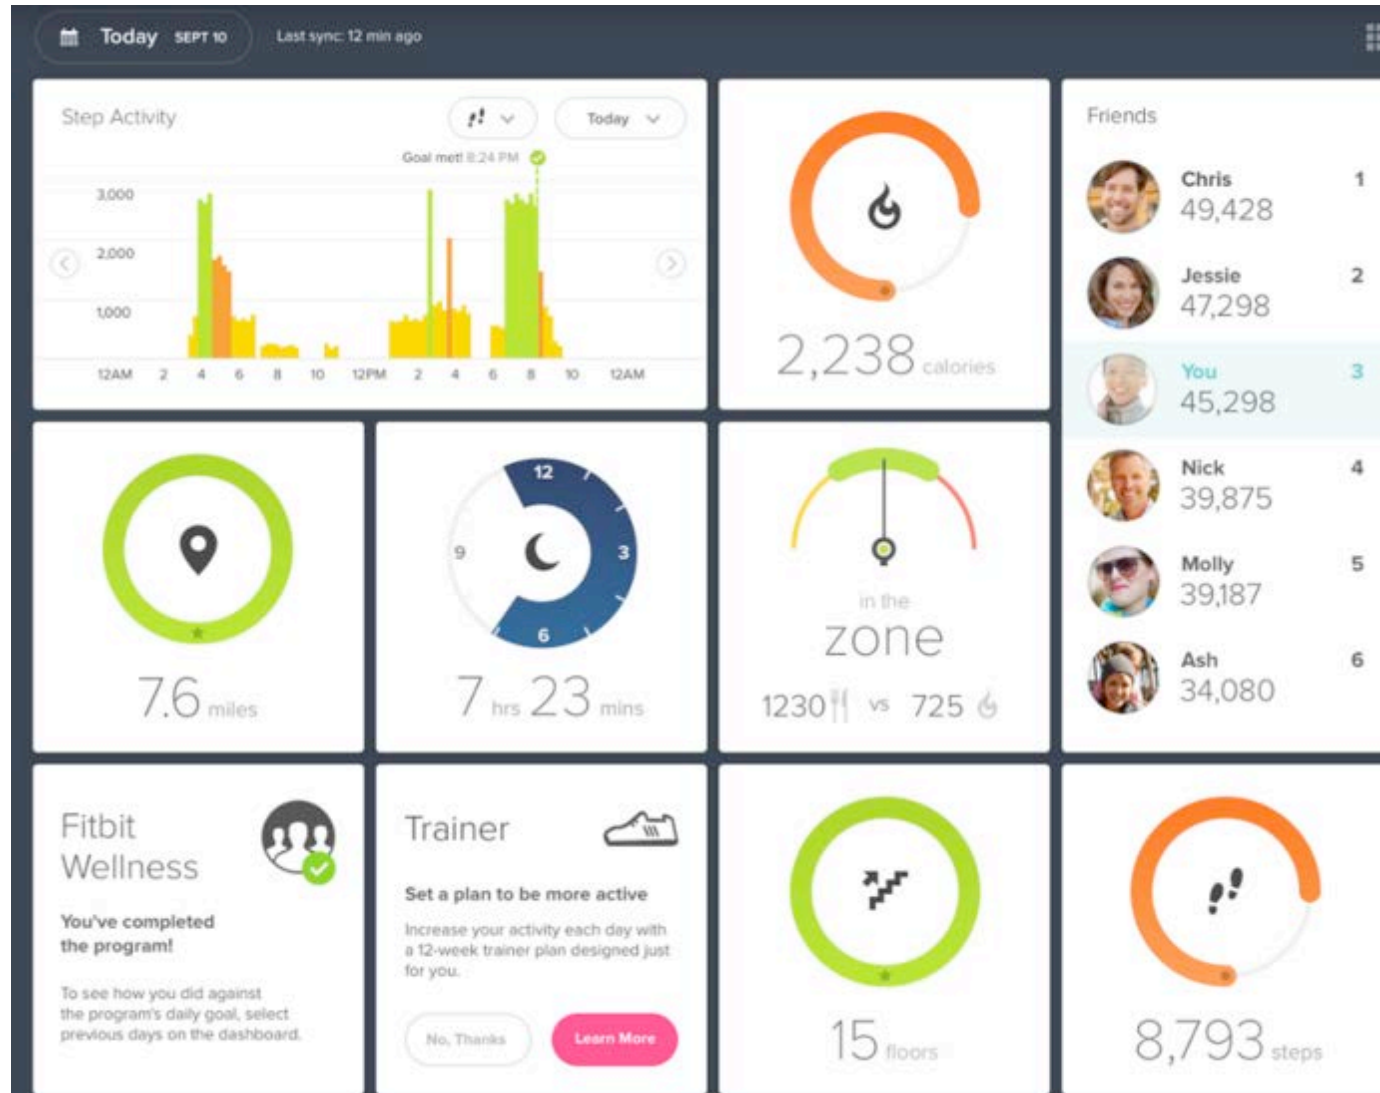 Today SEPT 10
Last sync: 12 min ago
Step Activity
Today
Goal met! 8:24 PM
3,000
2,000
1,000
12AM 2 4 6 8 10 12PM 2 4 6 8 10 12AM
2,238 calories
Friends
Chris 1
49,428
Jessie 2
47,298
You 3
45,298
Nick 4
39,875
Molly 5
39,187
Ash 6
34,080
7.6 miles
12
3
6
9
7 hrs 23 mins
in the
zone
1230 vs 725
Fitbit
Wellness
You've completed
the program!
To see how you did against
the program's daily goal, select
previous days on the dashboard.
Trainer
Set a plan to be more active
Increase your activity each day with
a 12-week trainer plan designed just
for you.
No, Thanks
Learn More
15 floors
8,793 steps